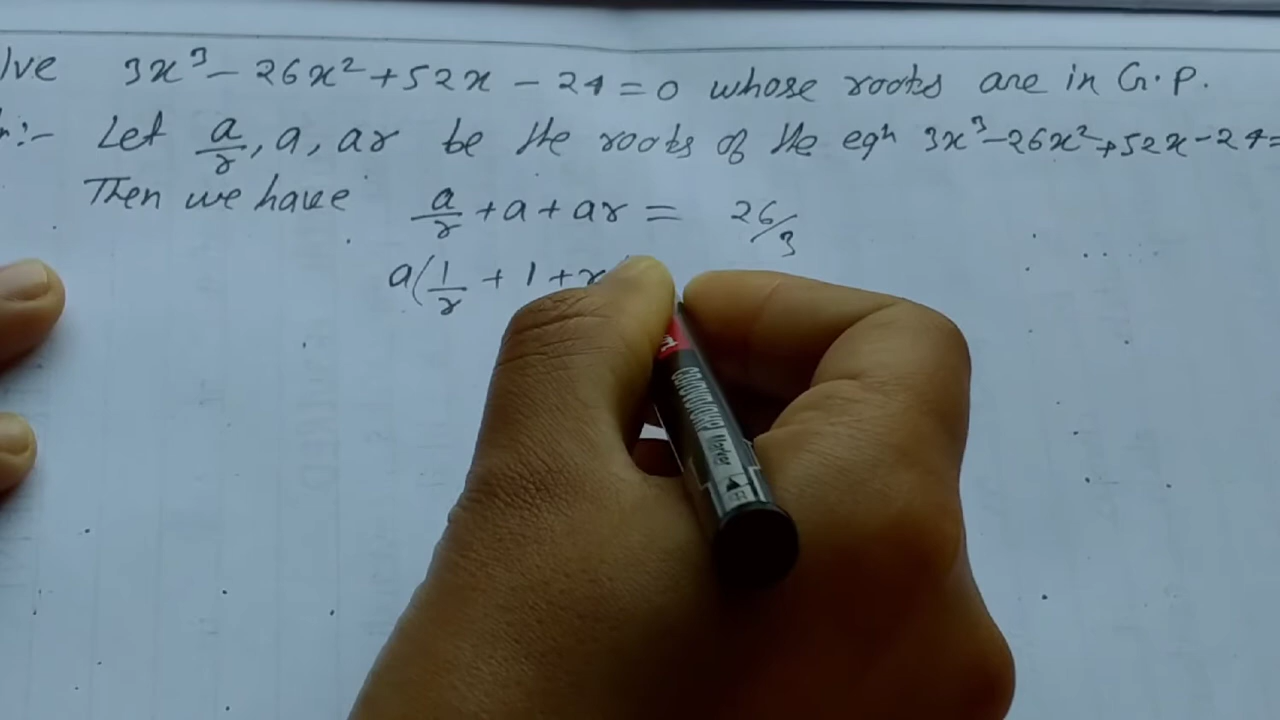 lve 3x³ - 26x² + 52x - 24 = 0 whose roots are in G.P.
n:- Let a/r, a, ar be the roots of the eqn 3x³ - 26x² + 52x - 24 =
Then we have a/r + a + ar = 26/3
a(1/r + 1 + r
Marker